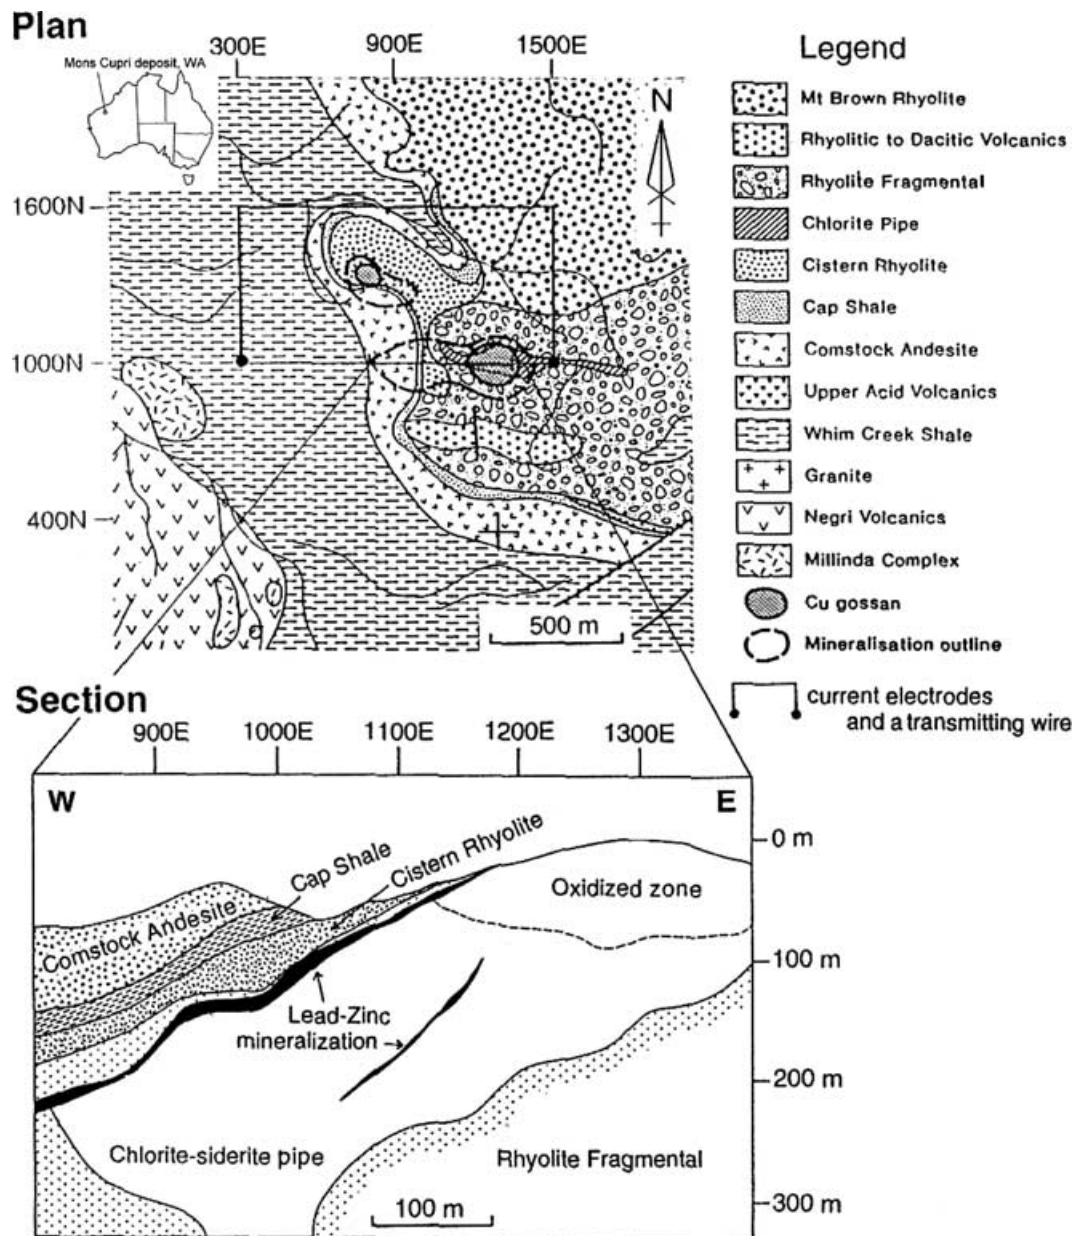 Plan
Mons Cupri deposit, WA
300E
900E
1500E
N
1600N
1000N
400N
500 m
Legend
Mt Brown Rhyolite
Rhyolitic to Dacitic Volcanics
Rhyolite Fragmental
Chlorite Pipe
Cistern Rhyolite
Cap Shale
Comstock Andesite
Upper Acid Volcanics
Whim Creek Shale
Granite
Negri Volcanics
Millinda Complex
Cu gossan
Mineralisation outline
current electrodes
and a transmitting wire
Section
900E
1000E
1100E
1200E
1300E
W
E
0 m
100 m
200 m
300 m
Comstock Andesite
Cap Shale
Cistern Rhyolite
Oxidized zone
Lead-Zinc
mineralization
Chlorite-siderite pipe
Rhyolite Fragmental
100 m